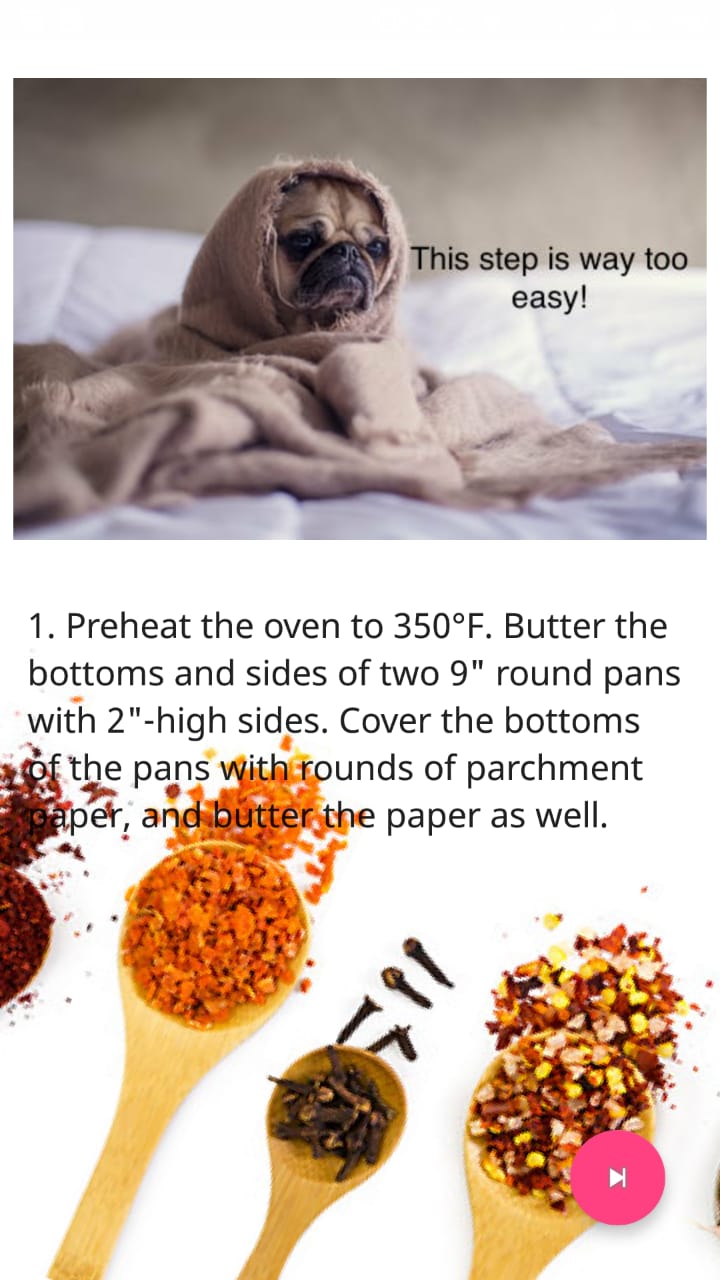 This step is way too
easy!
1. Preheat the oven to 350°F. Butter the
bottoms and sides of two 9" round pans
with 2"-high sides. Cover the bottoms
of the pans with rounds of parchment
paper, and butter the paper as well.